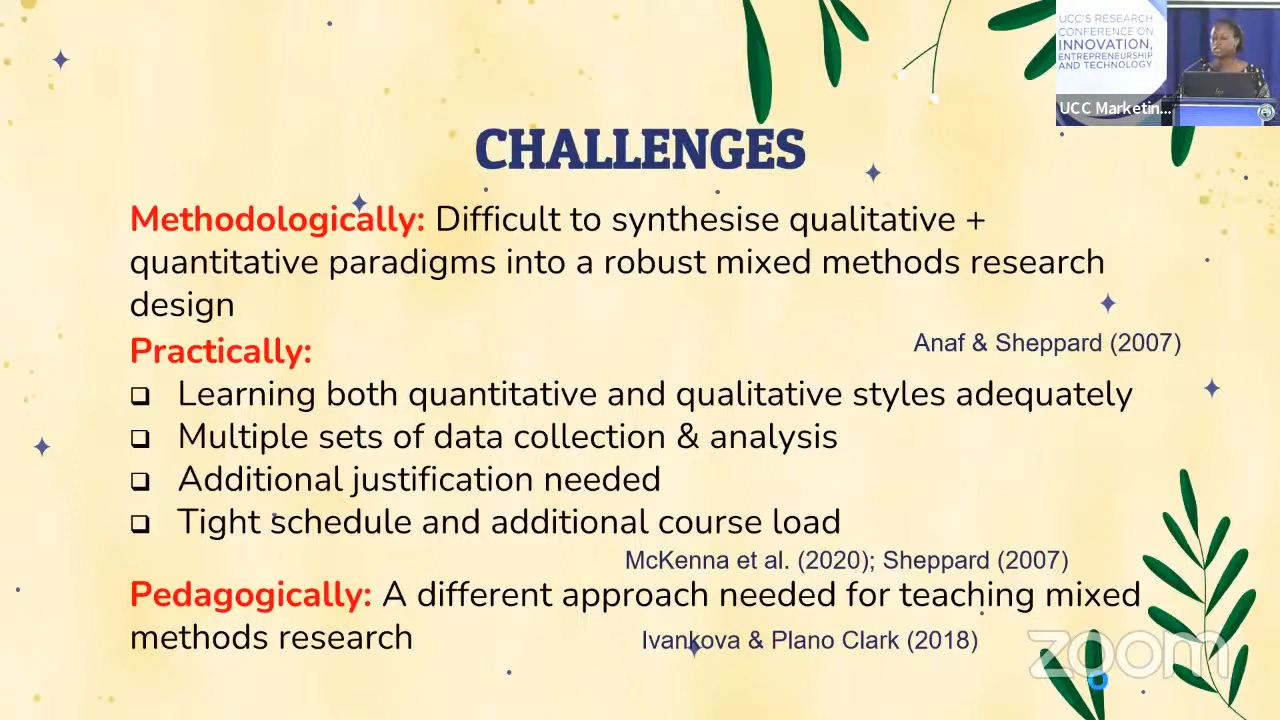 UCC'S RESEARCH
CONFERENCE ON
INNOVATION,
ENTREPRENEURSHIP
AND TECHNOLOGY
UCC Marketin...
CHALLENGES
Methodologically: Difficult to synthesise qualitative +
quantitative paradigms into a robust mixed methods research
design
Anaf & Sheppard (2007)
Practically:
❑ Learning both quantitative and qualitative styles adequately
❑ Multiple sets of data collection & analysis
❑ Additional justification needed
❑ Tight schedule and additional course load
McKenna et al. (2020); Sheppard (2007)
Pedagogically: A different approach needed for teaching mixed
methods research
Ivankova & Plano Clark (2018)
zoom